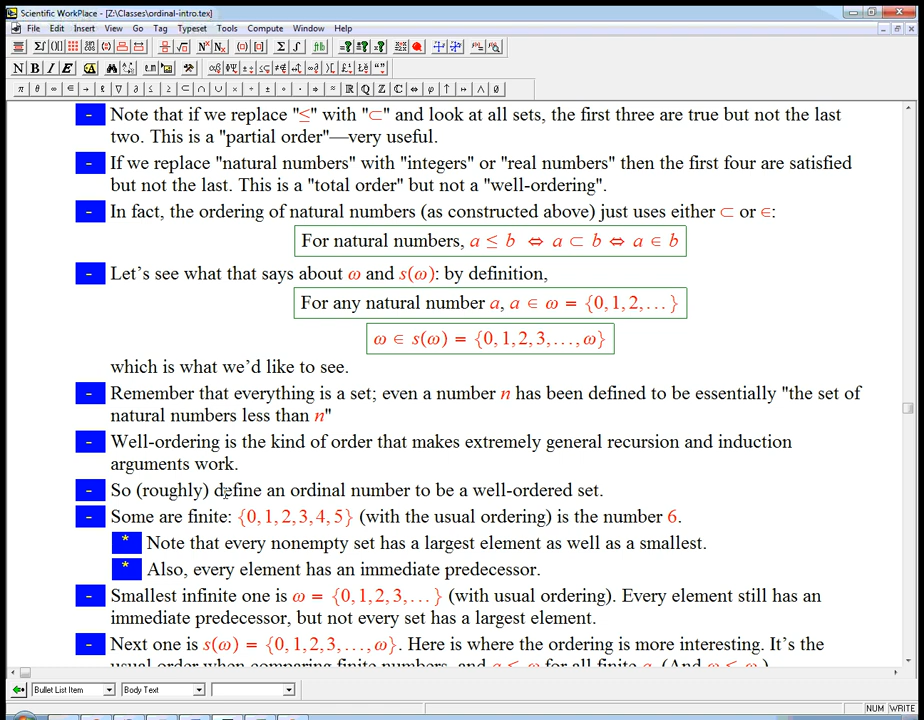 Scientific WorkPlace - [Z:\Classes\ordinal-intro.tex]
File Edit Insert View Go Tag Typeset Tools Compute Window Help
- Note that if we replace "≤" with "⊂" and look at all sets, the first three are true but not the last
two. This is a "partial order"—very useful.
- If we replace "natural numbers" with "integers" or "real numbers" then the first four are satisfied
but not the last. This is a "total order" but not a "well-ordering".
- In fact, the ordering of natural numbers (as constructed above) just uses either ⊂ or ∈:
For natural numbers, a ≤ b ⇔ a ⊂ b ⇔ a ∈ b
- Let's see what that says about ω and s(ω): by definition,
For any natural number a, a ∈ ω = {0,1,2,…}
ω ∈ s(ω) = {0,1,2,3,…,ω}
which is what we'd like to see.
- Remember that everything is a set; even a number n has been defined to be essentially "the set of
natural numbers less than n"
- Well-ordering is the kind of order that makes extremely general recursion and induction
arguments work.
- So (roughly) define an ordinal number to be a well-ordered set.
- Some are finite: {0,1,2,3,4,5} (with the usual ordering) is the number 6.
* Note that every nonempty set has a largest element as well as a smallest.
* Also, every element has an immediate predecessor.
- Smallest infinite one is ω = {0,1,2,3,…} (with usual ordering). Every element still has an
immediate predecessor, but not every set has a largest element.
- Next one is s(ω) = {0,1,2,3,…,ω}. Here is where the ordering is more interesting. It's the
usual order when comparing finite numbers, and a ≤ ω for all finite a. (And ω ≤ ω.)
Bullet List Item Body Text
NUM WRITE